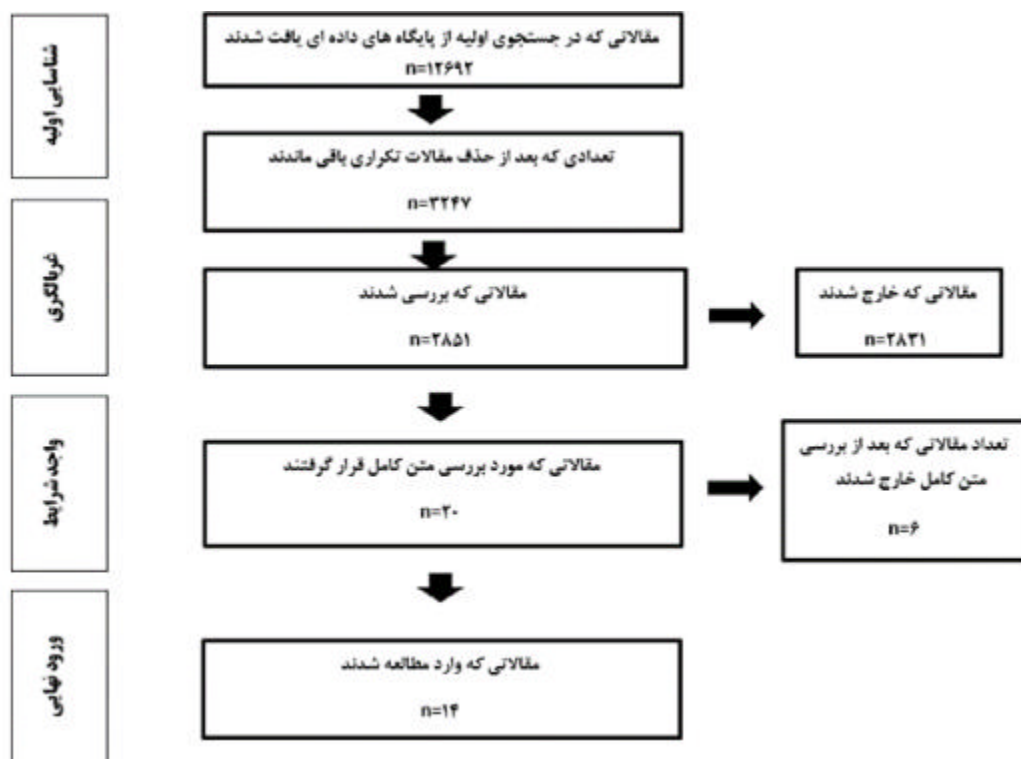 شناسایی اولیه
مقالاتی که در جستجوی اولیه از پایگاه های داده ای یافت شدند
n=۱۲۶۹۲
تعدادی که بعد از حذف مقالات تکراری باقی ماندند
n=۳۲۴۷
غربالگری
مقالاتی که بررسی شدند
n=۲۸۵۱
مقالاتی که خارج شدند
n=۲۸۳۱
واجد شرایط
مقالاتی که مورد بررسی متن کامل قرار گرفتند
n=۲۰
تعداد مقالاتی که بعد از بررسی
متن کامل خارج شدند
n=۶
ورود نهایی
مقالاتی که وارد مطالعه شدند
n=۱۴